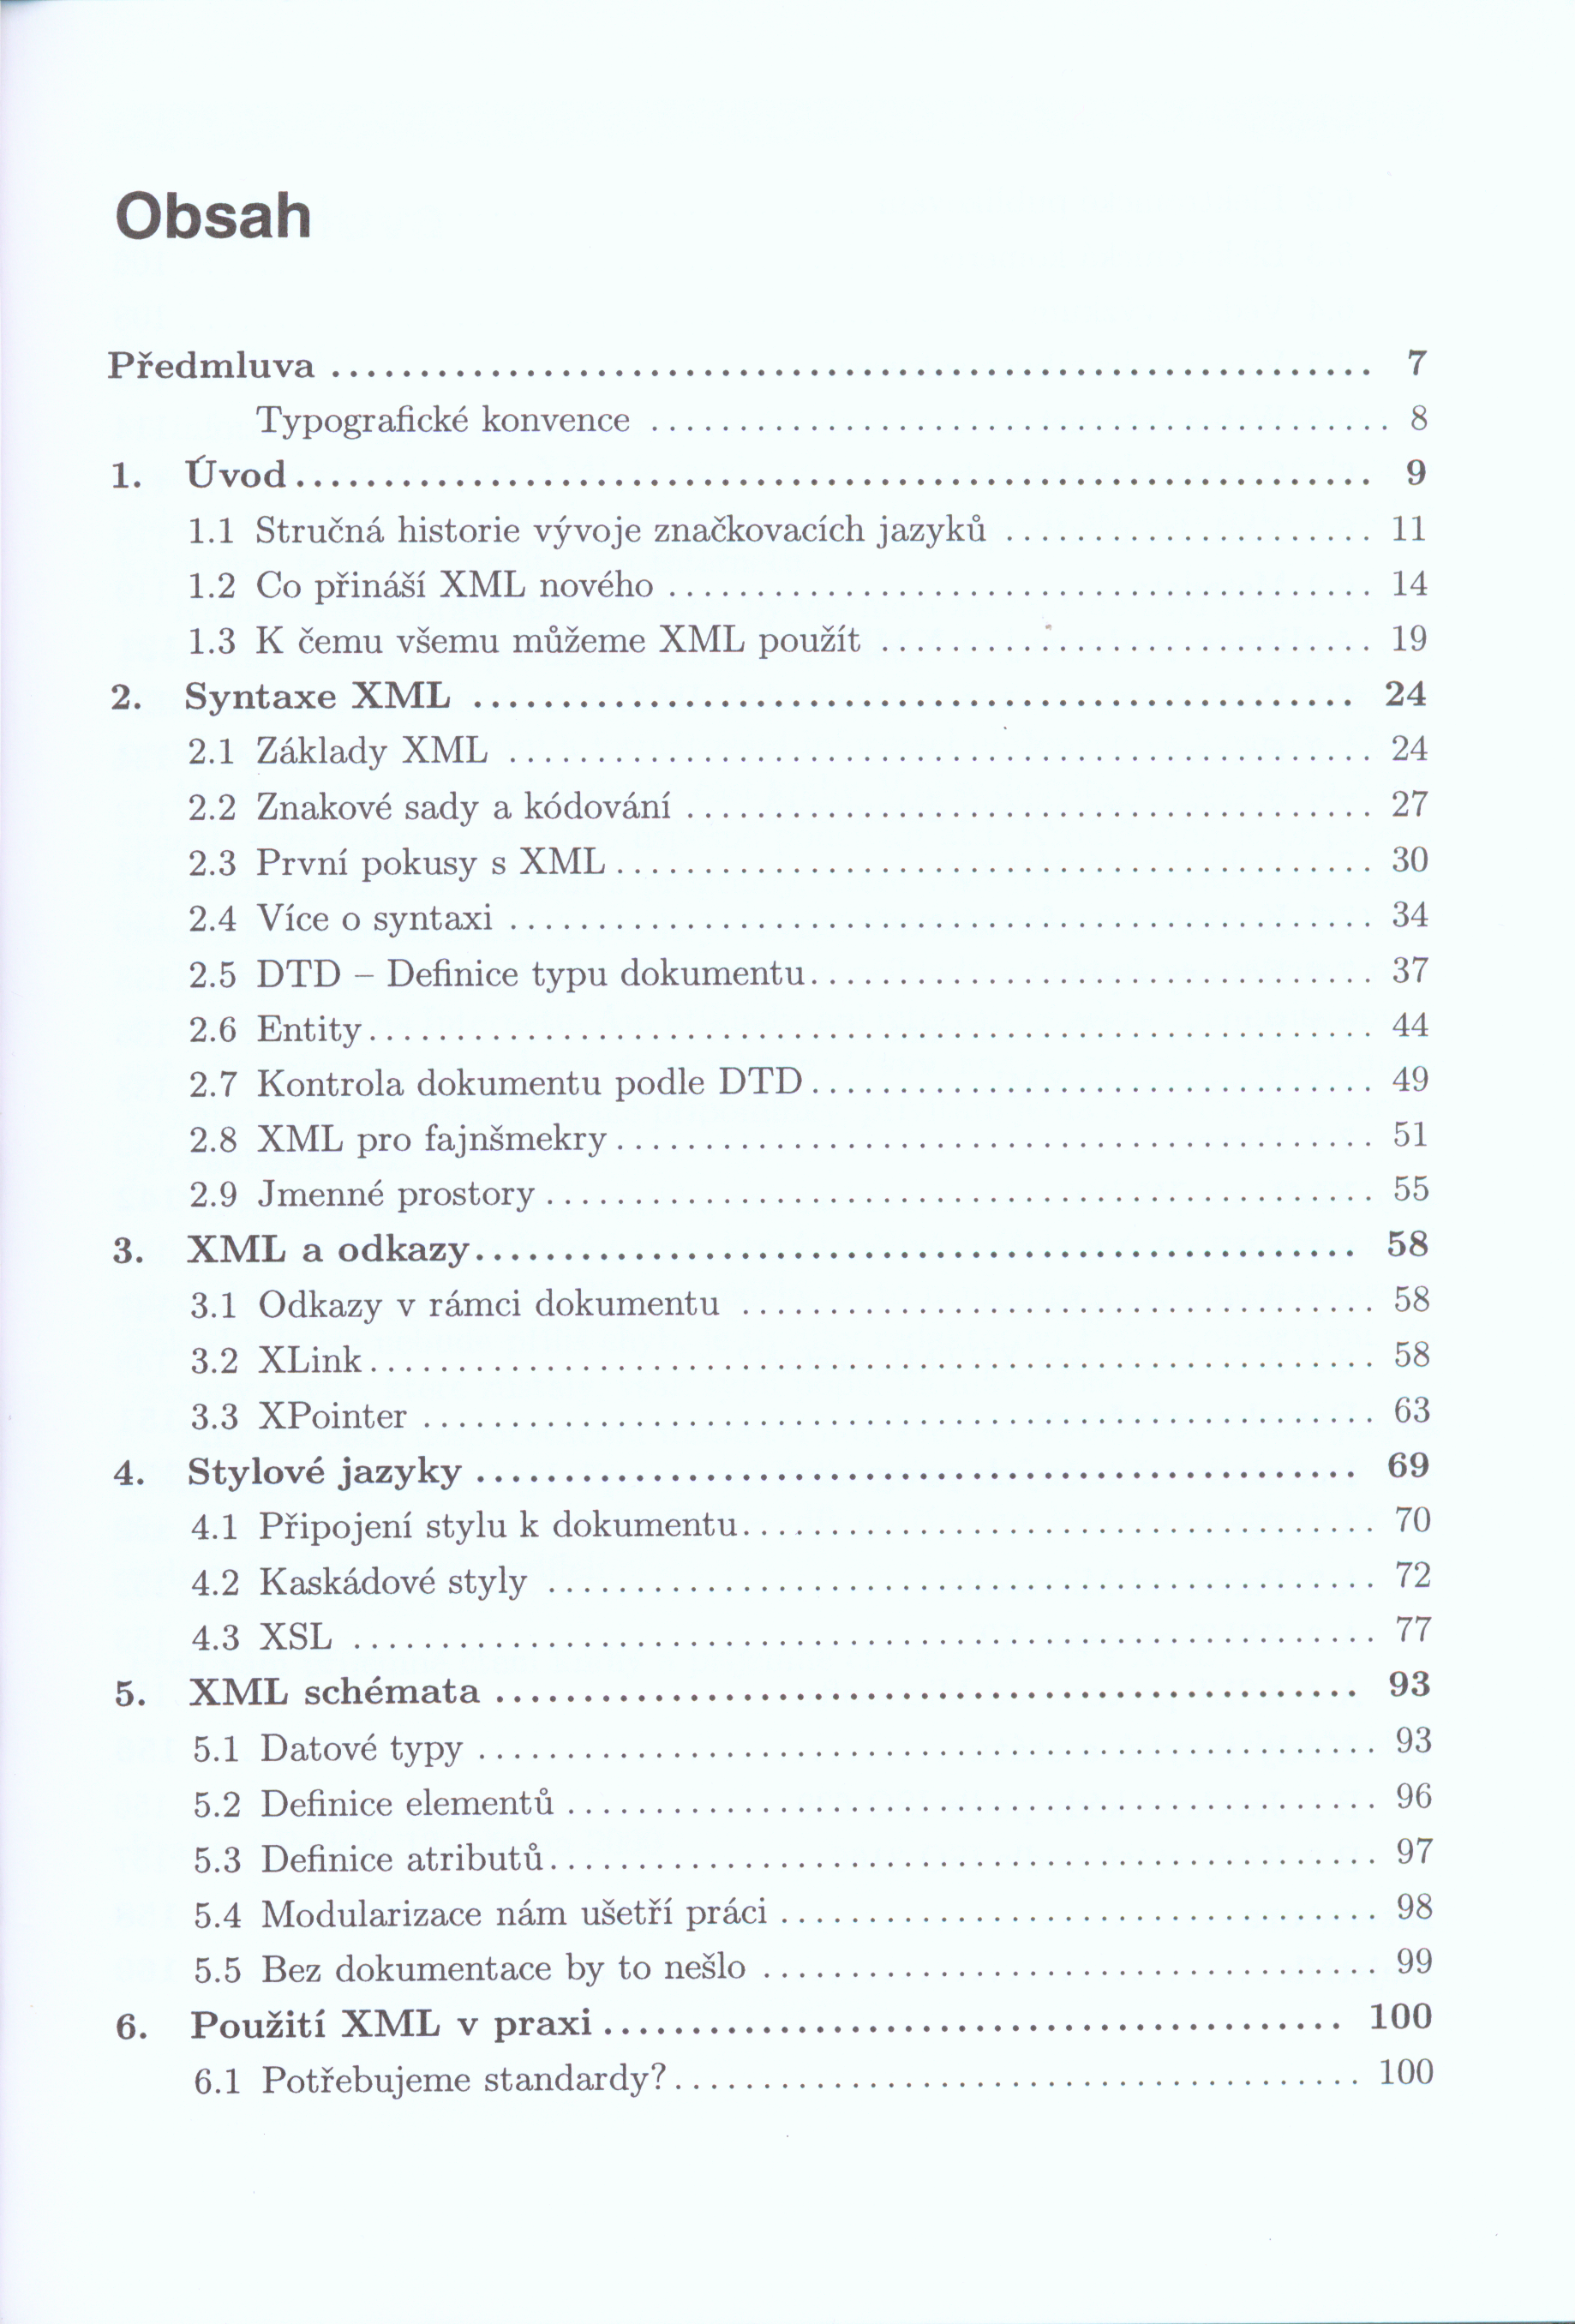 Obsah
Předmluva ........ 7
Typografické konvence ........ 8
1. Úvod ........ 9
1.1 Stručná historie vývoje značkovacích jazyků ........ 11
1.2 Co přináší XML nového ........ 14
1.3 K čemu všemu můžeme XML použít ........ 19
2. Syntaxe XML ........ 24
2.1 Základy XML ........ 24
2.2 Znakové sady a kódování ........ 27
2.3 První pokusy s XML ........ 30
2.4 Více o syntaxi ........ 34
2.5 DTD – Definice typu dokumentu ........ 37
2.6 Entity ........ 44
2.7 Kontrola dokumentu podle DTD ........ 49
2.8 XML pro fajnšmekry ........ 51
2.9 Jmenné prostory ........ 55
3. XML a odkazy ........ 58
3.1 Odkazy v rámci dokumentu ........ 58
3.2 XLink ........ 58
3.3 XPointer ........ 63
4. Stylové jazyky ........ 69
4.1 Připojení stylu k dokumentu ........ 70
4.2 Kaskádové styly ........ 72
4.3 XSL ........ 77
5. XML schémata ........ 93
5.1 Datové typy ........ 93
5.2 Definice elementů ........ 96
5.3 Definice atributů ........ 97
5.4 Modularizace nám ušetří práci ........ 98
5.5 Bez dokumentace by to nešlo ........ 99
6. Použití XML v praxi ........ 100
6.1 Potřebujeme standardy? ........ 100